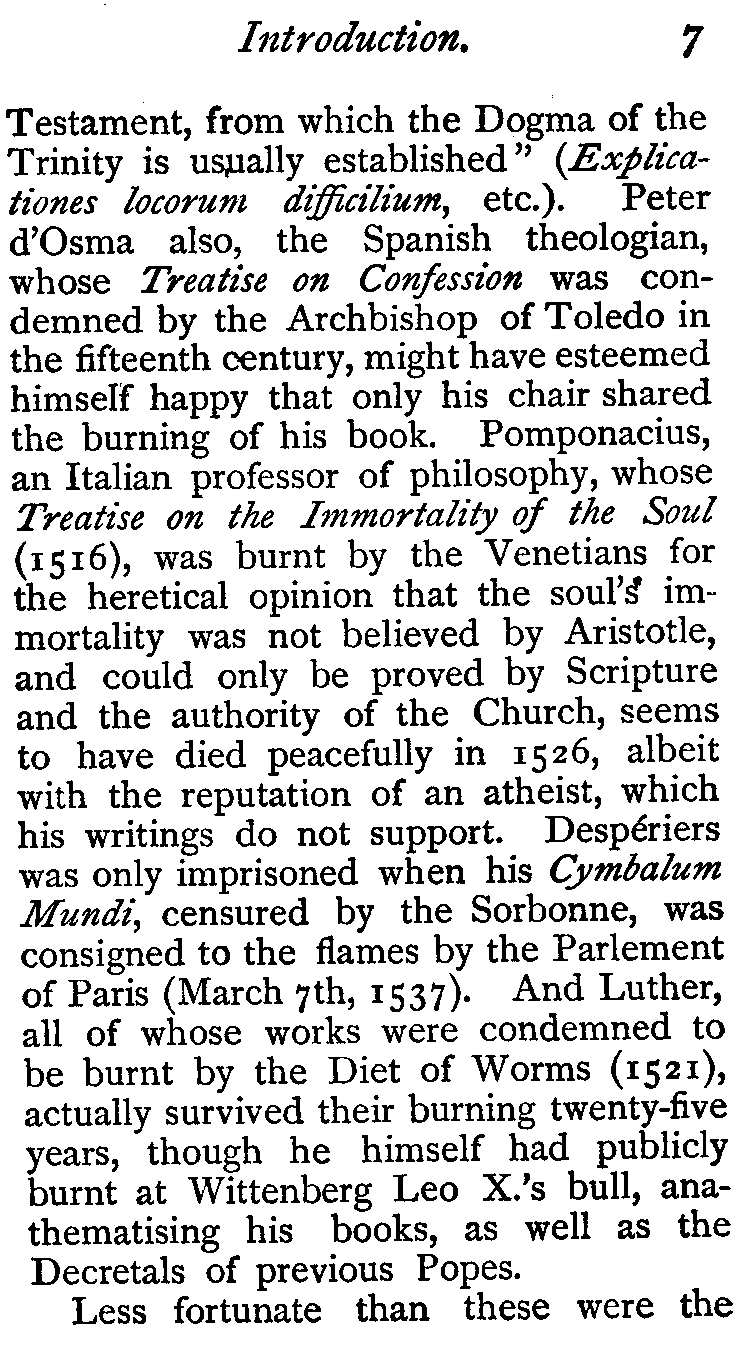 Introduction. 7
Testament, from which the Dogma of the
Trinity is usually established" (Explica-
tiones locorum difficilium, etc.). Peter
d'Osma also, the Spanish theologian,
whose Treatise on Confession was con-
demned by the Archbishop of Toledo in
the fifteenth century, might have esteemed
himself happy that only his chair shared
the burning of his book. Pomponacius,
an Italian professor of philosophy, whose
Treatise on the Immortality of the Soul
(1516), was burnt by the Venetians for
the heretical opinion that the soul's im-
mortality was not believed by Aristotle,
and could only be proved by Scripture
and the authority of the Church, seems
to have died peacefully in 1526, albeit
with the reputation of an atheist, which
his writings do not support. Despériers
was only imprisoned when his Cymbalum
Mundi, censured by the Sorbonne, was
consigned to the flames by the Parlement
of Paris (March 7th, 1537). And Luther,
all of whose works were condemned to
be burnt by the Diet of Worms (1521),
actually survived their burning twenty-five
years, though he himself had publicly
burnt at Wittenberg Leo X.'s bull, ana-
thematising his books, as well as the
Decretals of previous Popes.
Less fortunate than these were the